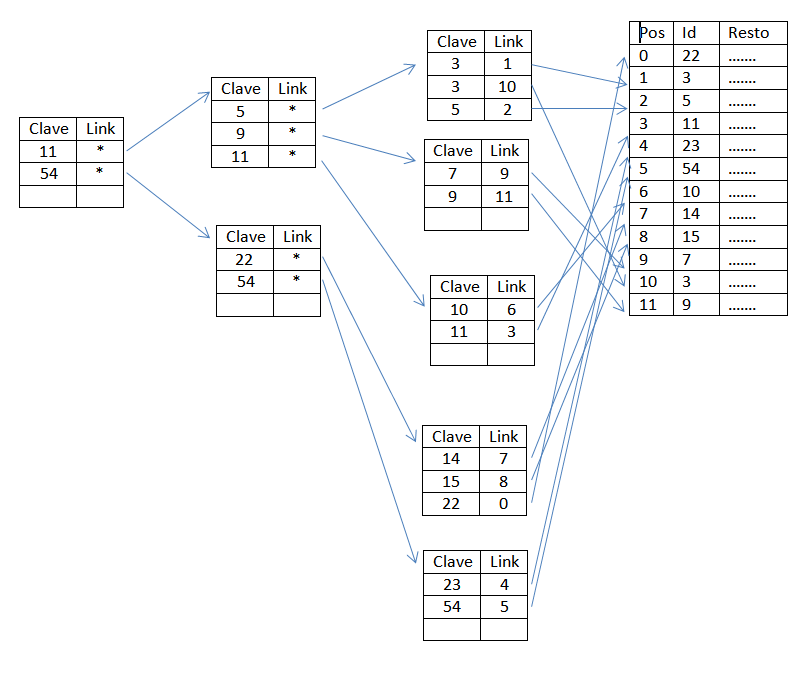 Clave Link
11 *
54 *
Clave Link
5 *
9 *
11 *
Clave Link
22 *
54 *
Clave Link
3 1
3 10
5 2
Clave Link
7 9
9 11
Clave Link
10 6
11 3
Clave Link
14 7
15 8
22 0
Clave Link
23 4
54 5
Pos Id Resto
0 22 .......
1 3 .......
2 5 .......
3 11 .......
4 23 .......
5 54 .......
6 10 .......
7 14 .......
8 15 .......
9 7 .......
10 3 .......
11 9 .......